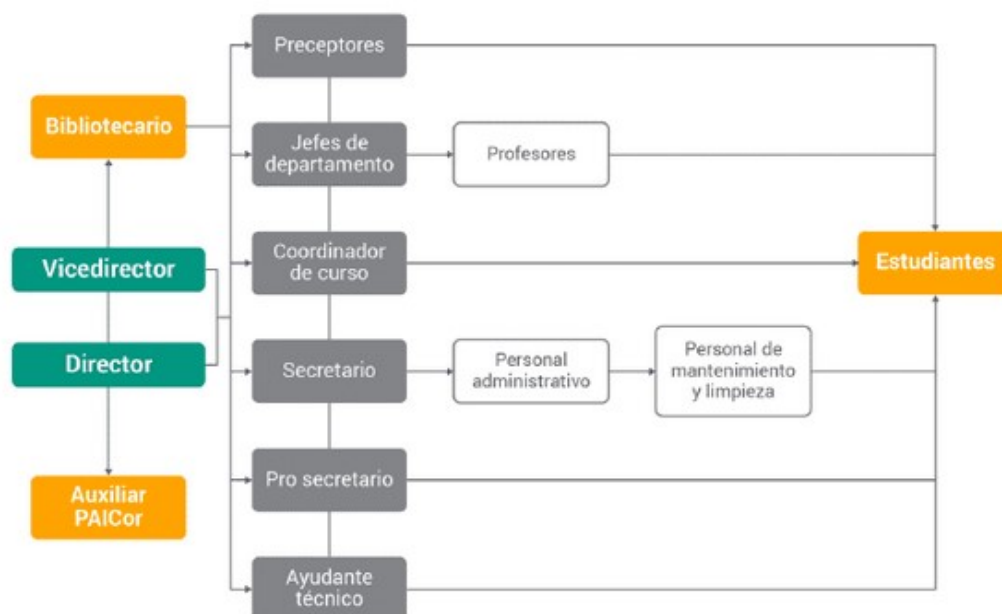 Preceptores
Bibliotecario
Jefes de
departamento
Profesores
Vicedirector
Coordinador
de curso
Estudiantes
Director
Secretario
Personal
administrativo
Personal de
mantenimiento
y limpieza
Auxiliar
PAICor
Pro secretario
Ayudante
técnico